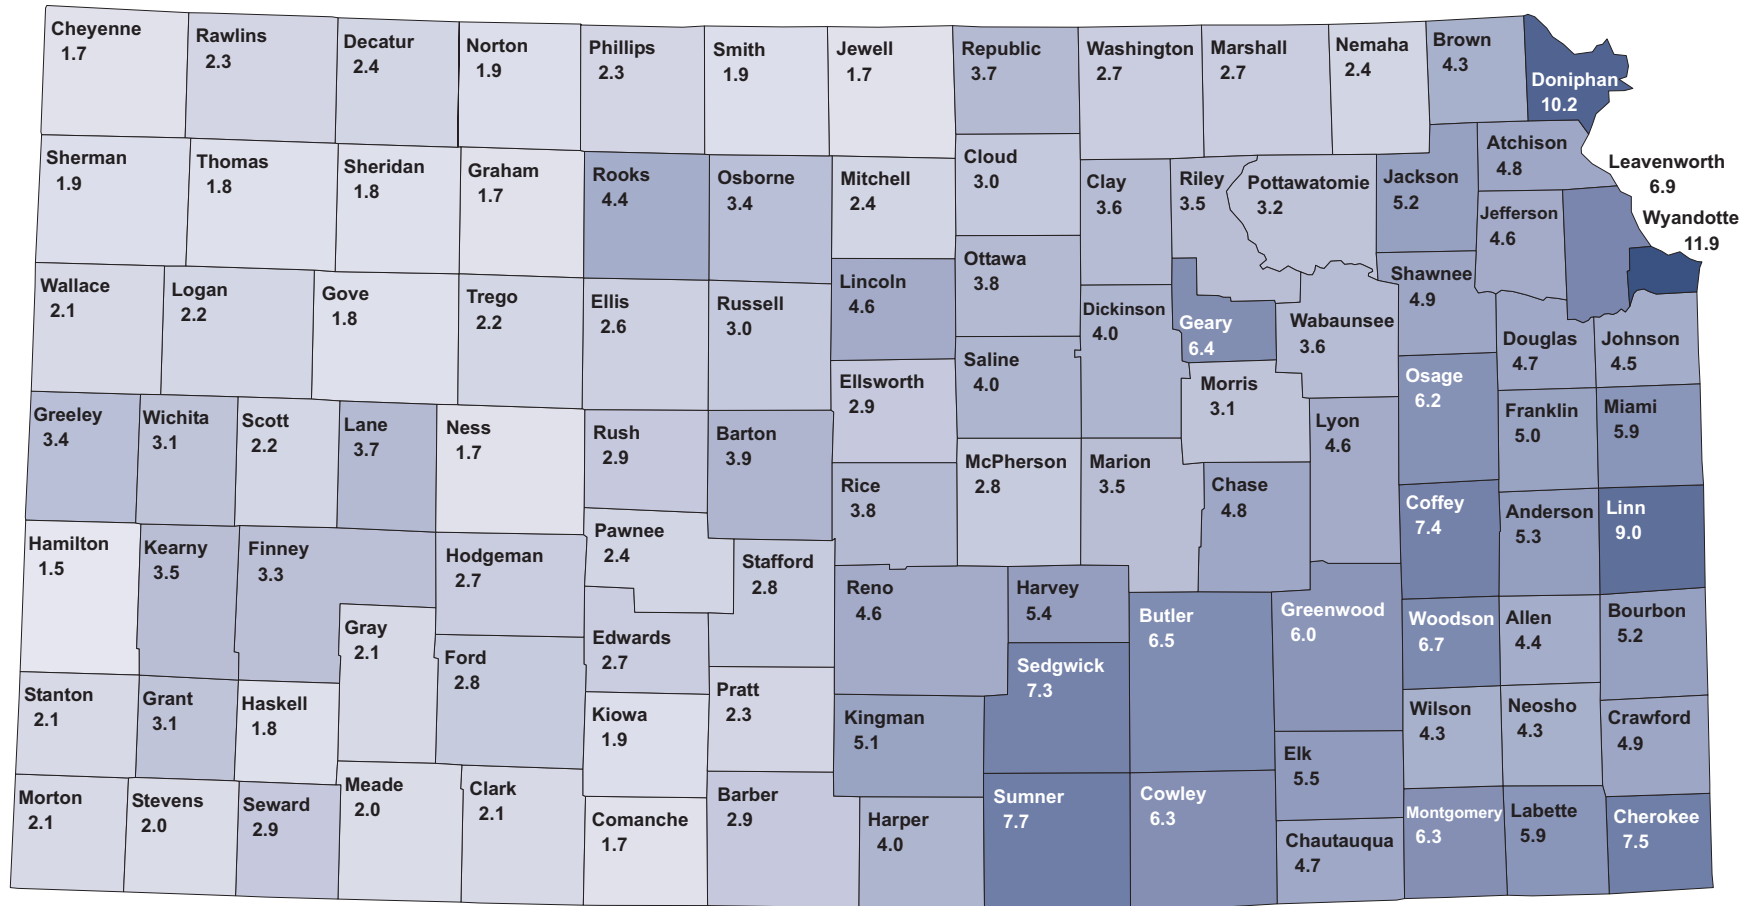 Cheyenne
1.7
Rawlins
2.3
Decatur
2.4
Norton
1.9
Phillips
2.3
Smith
1.9
Jewell
1.7
Republic
3.7
Washington
2.7
Marshall
2.7
Nemaha
2.4
Brown
4.3
Doniphan
10.2
Sherman
1.9
Thomas
1.8
Sheridan
1.8
Graham
1.7
Rooks
4.4
Osborne
3.4
Mitchell
2.4
Cloud
3.0
Clay
3.6
Riley
3.5
Pottawatomie
3.2
Jackson
5.2
Atchison
4.8
Leavenworth
6.9
Jefferson
4.6
Wyandotte
11.9
Wallace
2.1
Logan
2.2
Gove
1.8
Trego
2.2
Ellis
2.6
Russell
3.0
Lincoln
4.6
Ottawa
3.8
Dickinson
4.0
Geary
6.4
Wabaunsee
3.6
Shawnee
4.9
Douglas
4.7
Johnson
4.5
Saline
4.0
Ellsworth
2.9
Morris
3.1
Osage
6.2
Franklin
5.0
Miami
5.9
Greeley
3.4
Wichita
3.1
Scott
2.2
Lane
3.7
Ness
1.7
Rush
2.9
Barton
3.9
Rice
3.8
McPherson
2.8
Marion
3.5
Chase
4.8
Lyon
4.6
Coffey
7.4
Anderson
5.3
Linn
9.0
Hamilton
1.5
Kearny
3.5
Finney
3.3
Hodgeman
2.7
Pawnee
2.4
Stafford
2.8
Reno
4.6
Harvey
5.4
Butler
6.5
Greenwood
6.0
Woodson
6.7
Allen
4.4
Bourbon
5.2
Gray
2.1
Ford
2.8
Edwards
2.7
Sedgwick
7.3
Stanton
2.1
Grant
3.1
Haskell
1.8
Kiowa
1.9
Pratt
2.3
Kingman
5.1
Elk
5.5
Wilson
4.3
Neosho
4.3
Crawford
4.9
Morton
2.1
Stevens
2.0
Seward
2.9
Meade
2.0
Clark
2.1
Comanche
1.7
Barber
2.9
Harper
4.0
Sumner
7.7
Cowley
6.3
Chautauqua
4.7
Montgomery
6.3
Labette
5.9
Cherokee
7.5